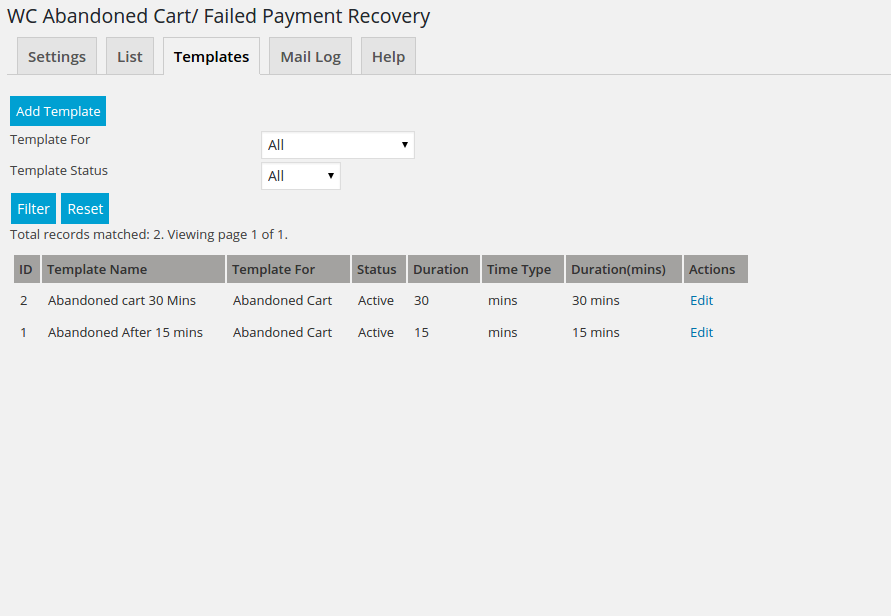 WC Abandoned Cart/ Failed Payment Recovery
Settings List Templates Mail Log Help
Add Template
Template For All
Template Status All
Filter Reset
Total records matched: 2. Viewing page 1 of 1.
ID Template Name Template For Status Duration Time Type Duration(mins) Actions
2 Abandoned cart 30 Mins Abandoned Cart Active 30 mins 30 mins Edit
1 Abandoned After 15 mins Abandoned Cart Active 15 mins 15 mins Edit